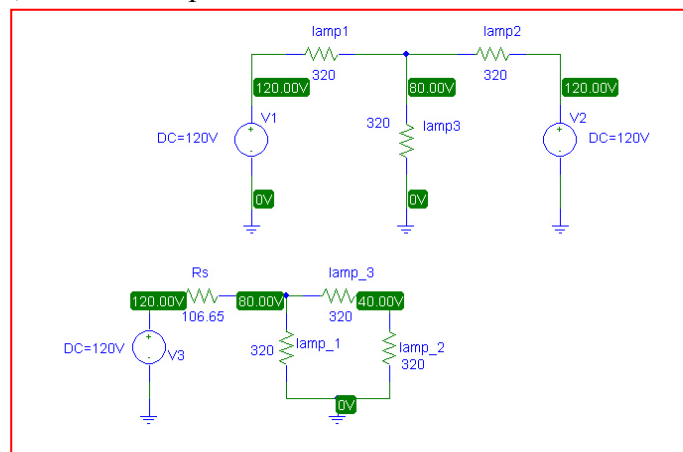 lamp1
lamp2
320
320
120.00V
80.00V
120.00V
V1
320
lamp3
V2
DC=120V
DC=120V
+
-
+
-
0V
0V
Rs
lamp_3
120.00V
80.00V
40.00V
106.65
320
DC=120V
+
-
V3
320
lamp_1
lamp_2
320
0V